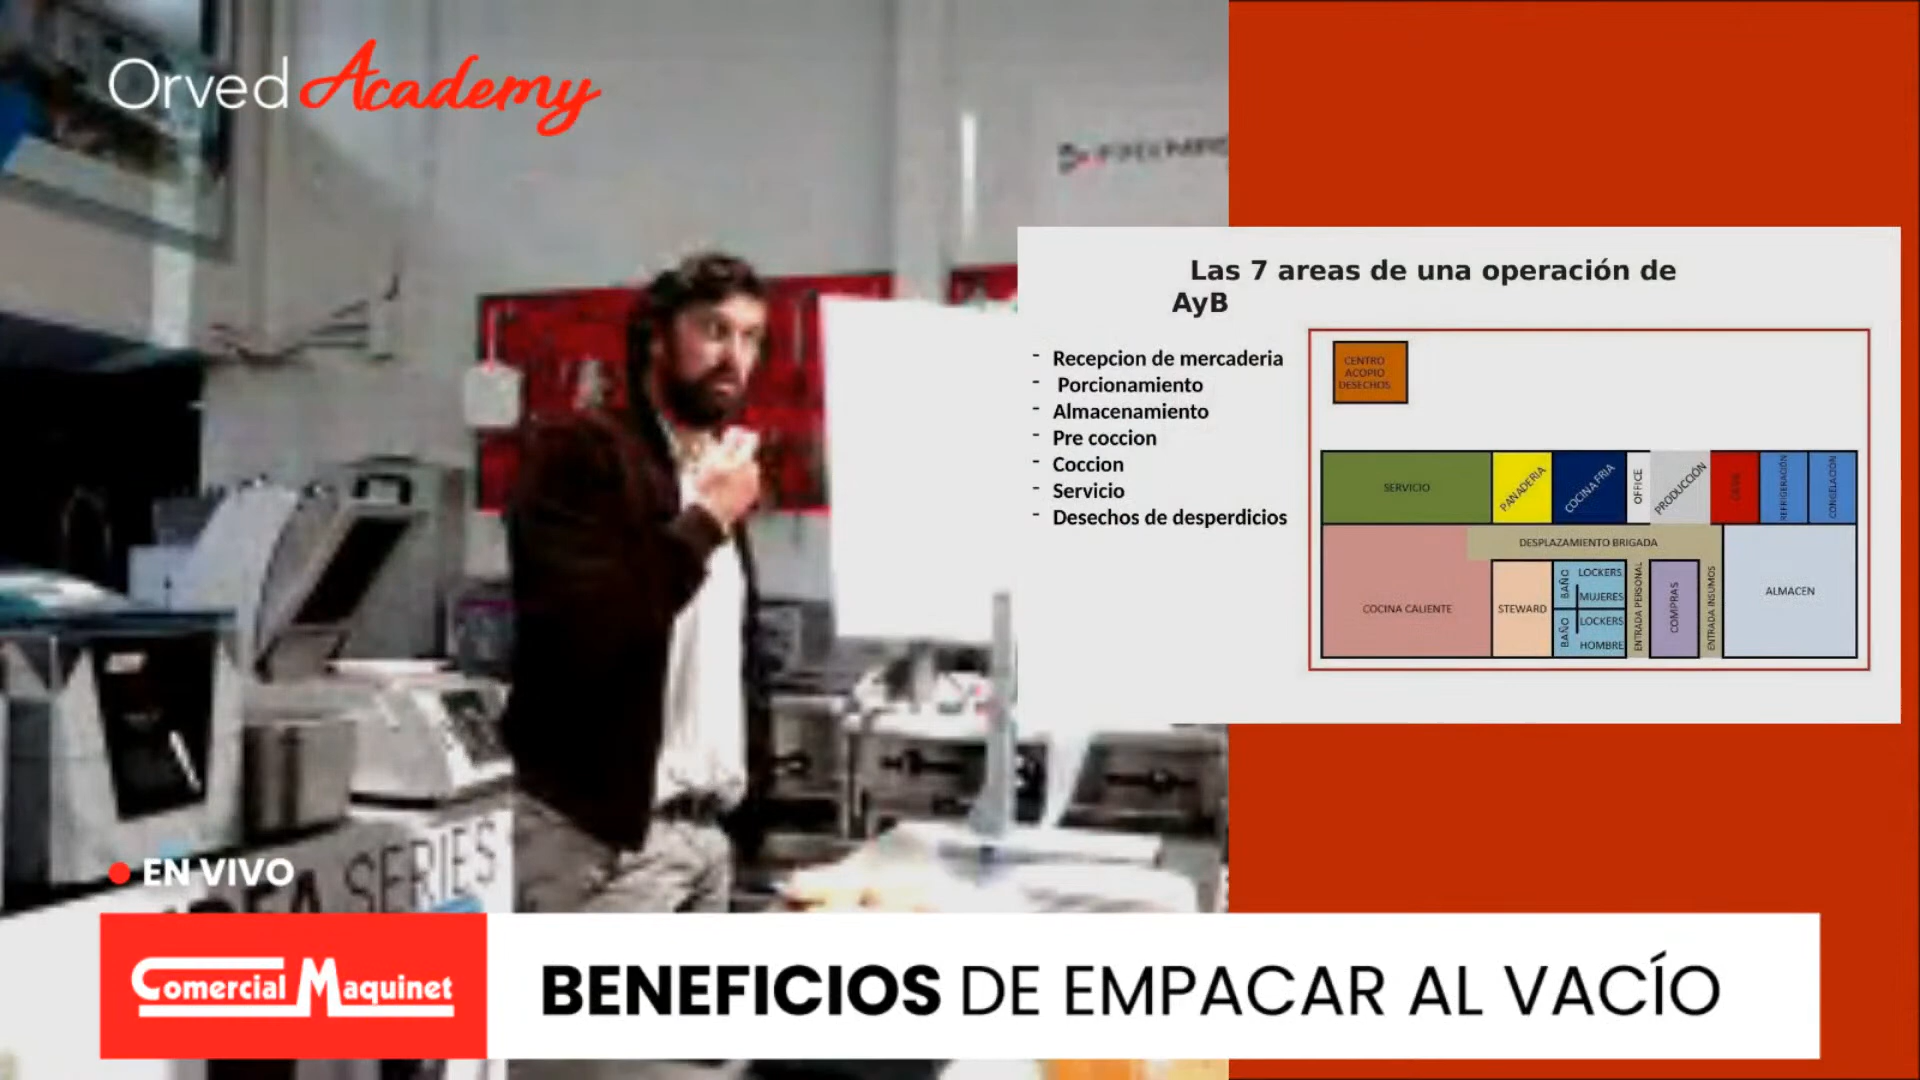 Orved Academy
Las 7 areas de una operación de
AyB
- Recepcion de mercaderia
- Porcionamiento
- Almacenamiento
- Pre coccion
- Coccion
- Servicio
- Desechos de desperdicios
CENTRO
ACOPIO
DESECHOS
SERVICIO
PANADERIA
COCINA FRIA
OFFICE
PRODUCCIÓN
REFRIGERACIÓN
CONGELACION
DESPLAZAMIENTO BRIGADA
COCINA CALIENTE
STEWARD
BAÑO
LOCKERS
MUJERES
BAÑO
LOCKERS
HOMBRE
ENTRADA PERSONAL
COMPRAS
ENTRADA INSUMOS
ALMACEN
SERIES
EN VIVO
Comercial Maquinet
BENEFICIOS DE EMPACAR AL VACÍO